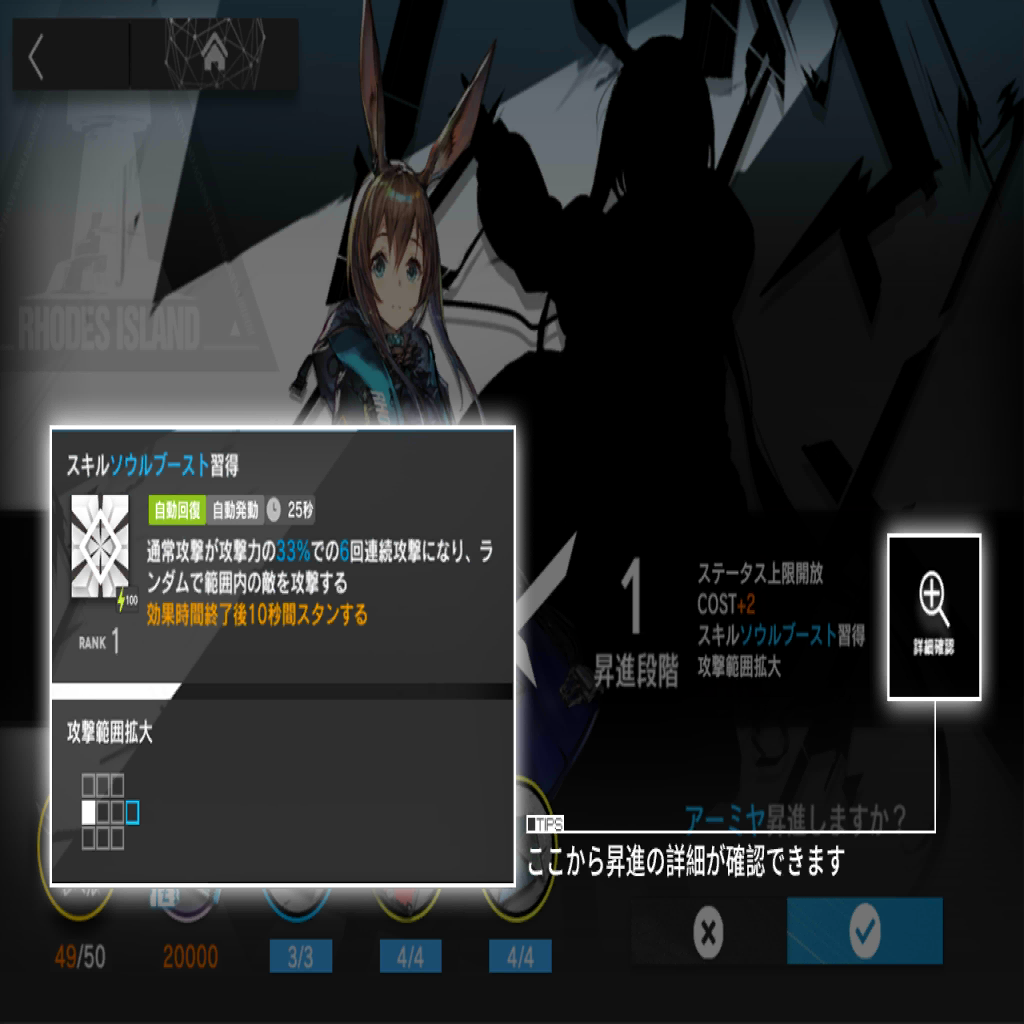 RHODES ISLAND
スキルソウルブースト習得
自動回復 自動発動 25秒
通常攻撃が攻撃力の33%での6回連続攻撃になり、ラ
ンダムで範囲内の敵を攻撃する
効果時間終了後10秒間スタンする
100
RANK 1
攻撃範囲拡大
1
昇進段階
ステータス上限開放
COST+2
スキルソウルブースト習得
攻撃範囲拡大
詳細確認
アーミヤ昇進しますか？
TIPS
ここから昇進の詳細が確認できます
49/50
20000
3/3
4/4
4/4